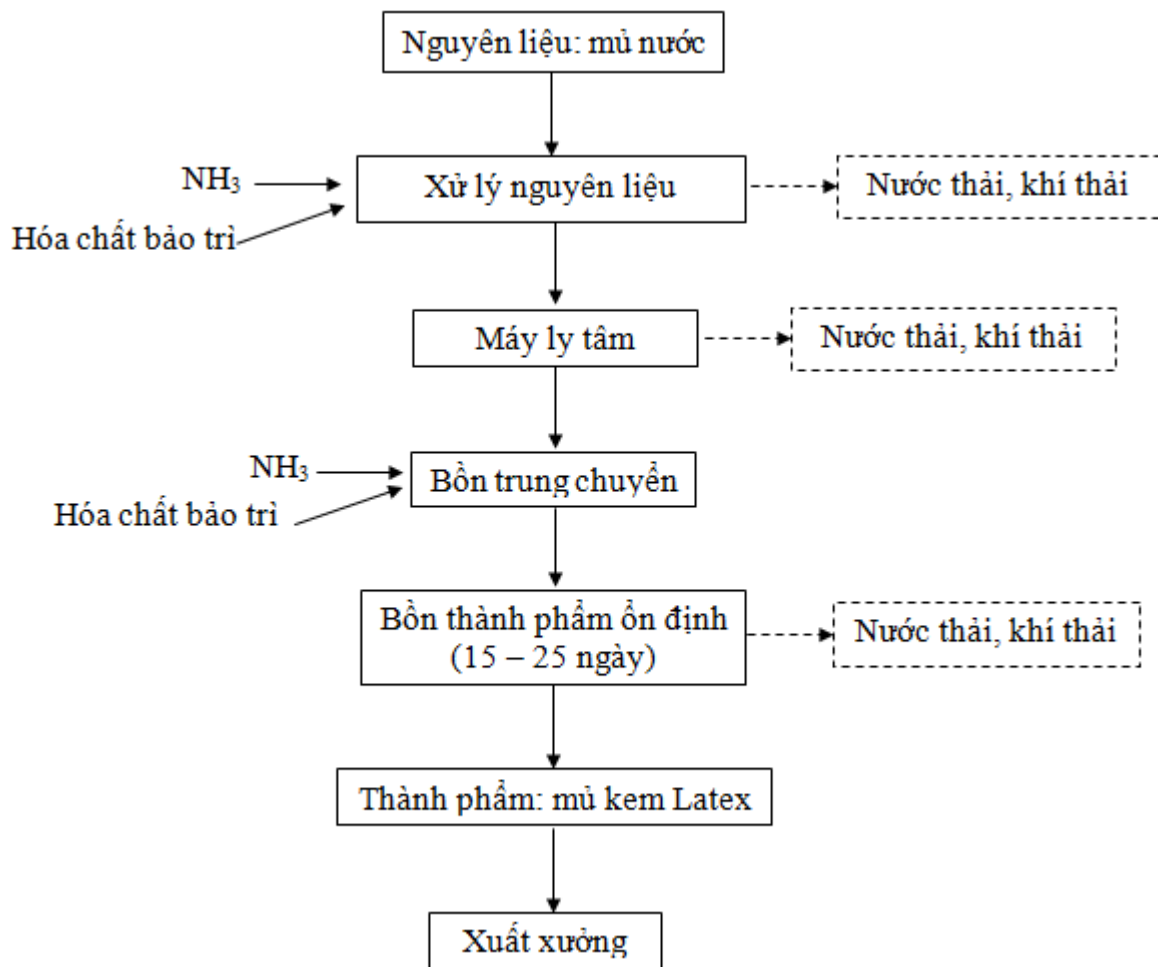 Nguyên liệu: mủ nước
NH₃
Xử lý nguyên liệu
Nước thải, khí thải
Hóa chất bảo trì
Máy ly tâm
Nước thải, khí thải
NH₃
Bồn trung chuyển
Hóa chất bảo trì
Bồn thành phẩm ổn định
(15 – 25 ngày)
Nước thải, khí thải
Thành phẩm: mủ kem Latex
Xuất xưởng